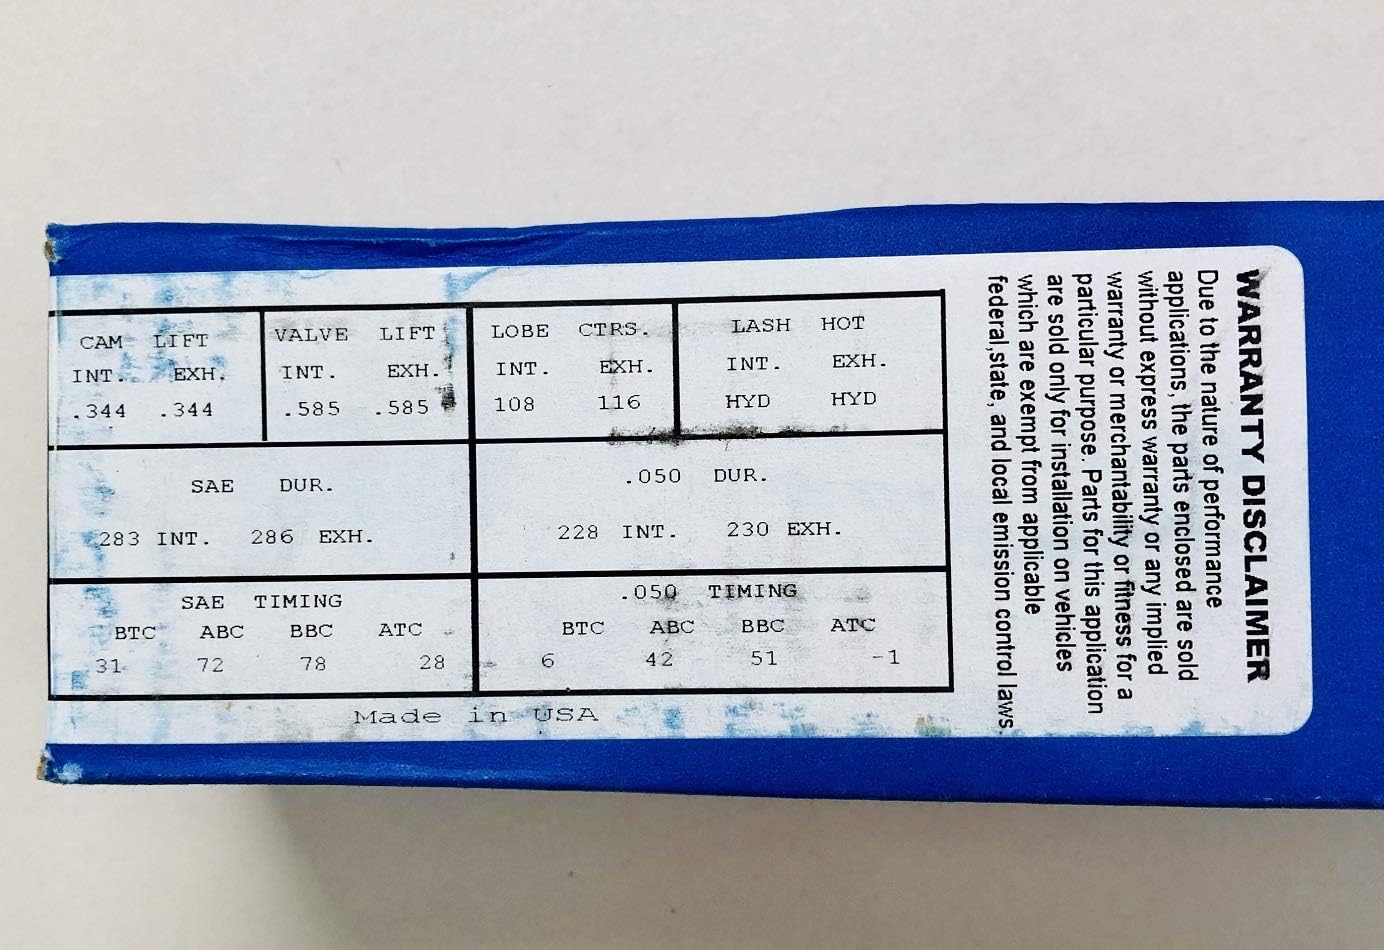 CAM LIFT
INT. EXH.
.344 .344
VALVE LIFT
INT. EXH.
.585 .585
LOBE CTRS.
INT. EXH.
108 116
LASH HOT
INT. EXH.
HYD HYD
SAE DUR.
283 INT. 286 EXH.
.050 DUR.
228 INT. 230 EXH.
SAE TIMING
BTC ABC BBC ATC
31 72 78 28
.050 TIMING
BTC ABC BBC ATC
6 42 51 -1
Made in USA
WARRANTY DISCLAIMER
Due to the nature of performance
applications, the parts enclosed are sold
without express warranty or any implied
warranty or merchantability or fitness for a
particular purpose. Parts for this application
are sold only for installation on vehicles
which are exempt from applicable
federal,state, and local emission control laws.